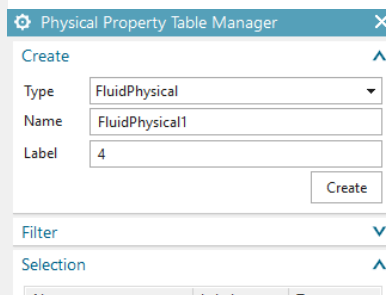 Physical Property Table Manager
Create
Type FluidPhysical
Name FluidPhysical1
Label 4
Create
Filter
Selection